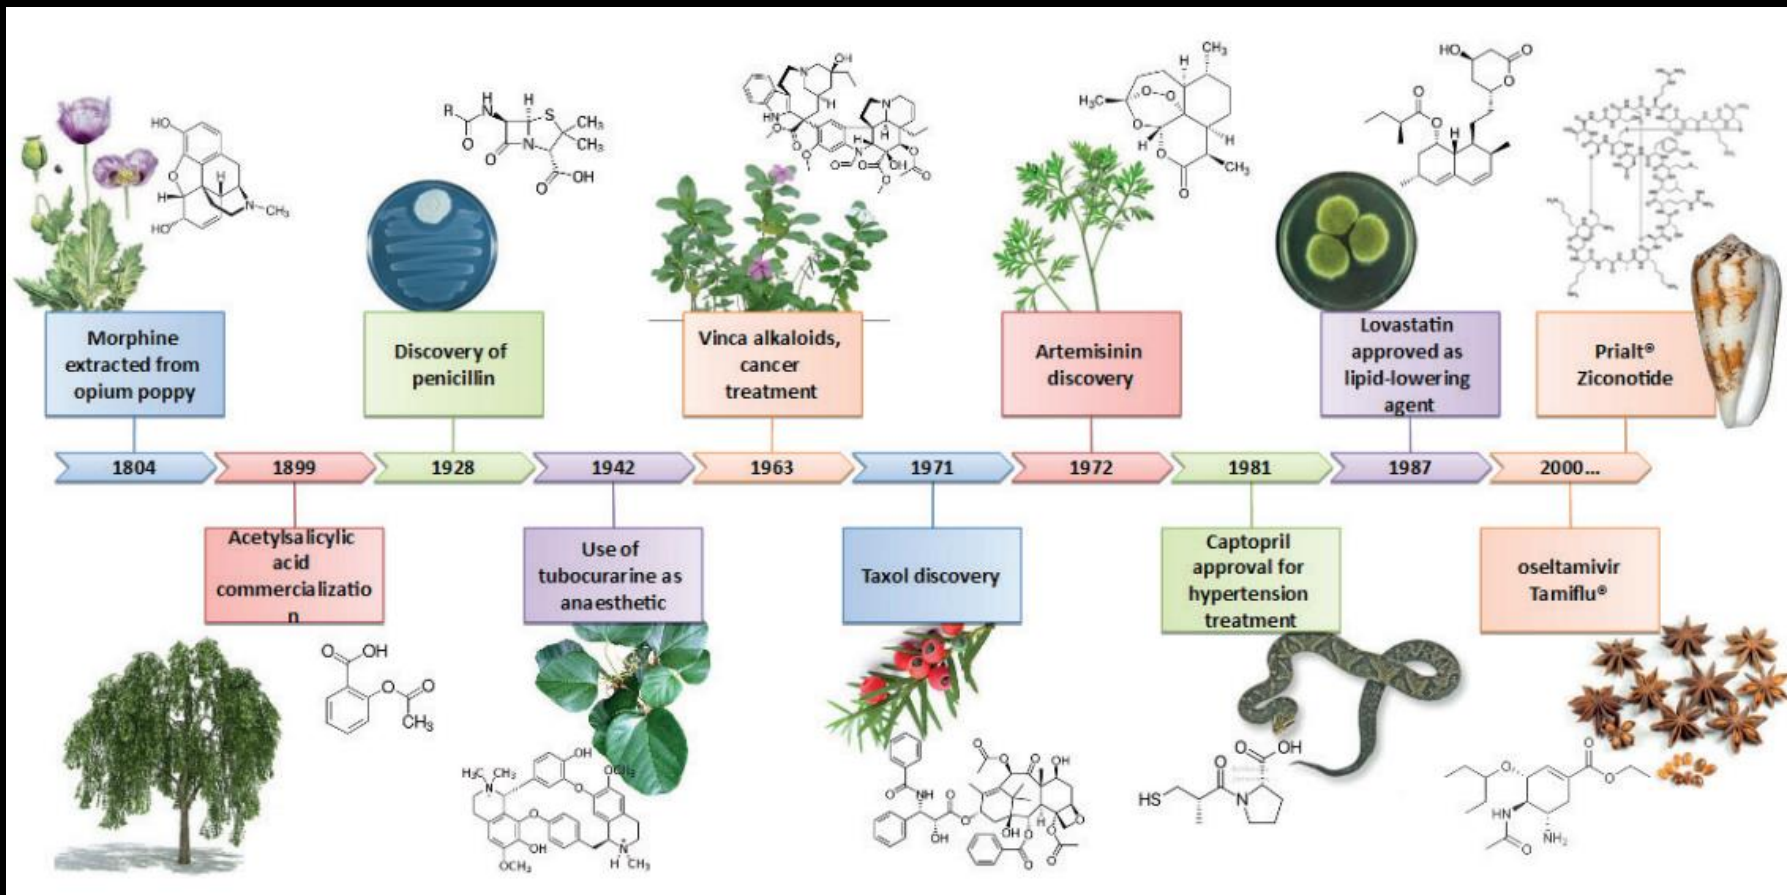 Morphine
extracted from
opium poppy
Discovery of
penicillin
Vinca alkaloids,
cancer
treatment
Artemisinin
discovery
Lovastatin
approved as
lipid-lowering
agent
Prialt®
Ziconotide
1804
1899
1928
1942
1963
1971
1972
1981
1987
2000...
Acetylsalicylic
acid
commercializatio
n
Use of
tubocurarine as
anaesthetic
Taxol discovery
Captopril
approval for
hypertension
treatment
oseltamivir
Tamiflu®